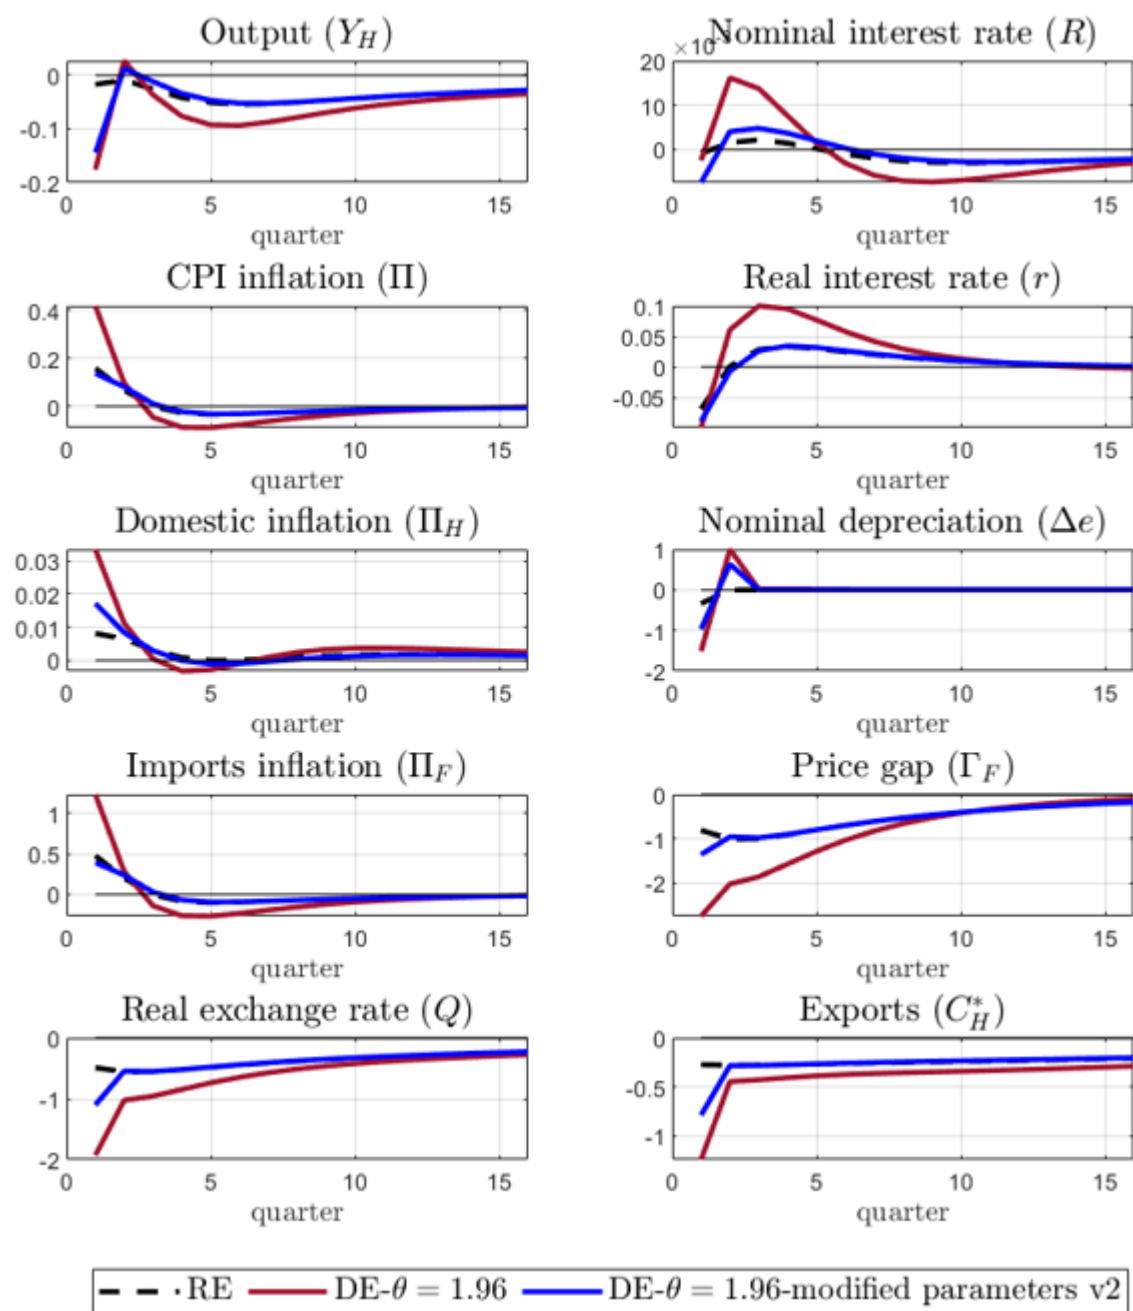 Output (Y_H)
0
-0.1
-0.2
0 5 10 15
quarter
Nominal interest rate (R)
×10
20
10
0
0 5 10 15
quarter
CPI inflation (Π)
0.4
0.2
0
0 5 10 15
quarter
Real interest rate (r)
0.1
0.05
0
-0.05
0 5 10 15
quarter
Domestic inflation (Π_H)
0.03
0.02
0.01
0
0 5 10 15
quarter
Nominal depreciation (Δe)
1
0
-1
-2
0 5 10 15
quarter
Imports inflation (Π_F)
1
0.5
0
0 5 10 15
quarter
Price gap (Γ_F)
0
-1
-2
0 5 10 15
quarter
Real exchange rate (Q)
0
-1
-2
0 5 10 15
quarter
Exports (C*_H)
0
-0.5
-1
0 5 10 15
quarter
RE DE-θ = 1.96 DE-θ = 1.96-modified parameters v2